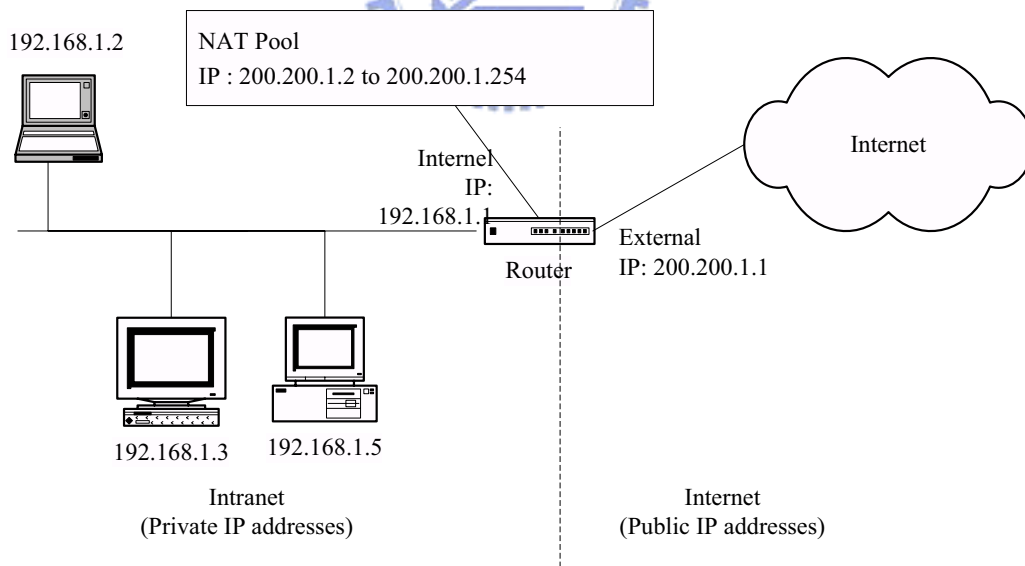 192.168.1.2
NAT Pool
IP : 200.200.1.2 to 200.200.1.254
Internet
Internel
IP:
192.168.1.1
Router
External
IP: 200.200.1.1
192.168.1.3
192.168.1.5
Intranet
(Private IP addresses)
Internet
(Public IP addresses)